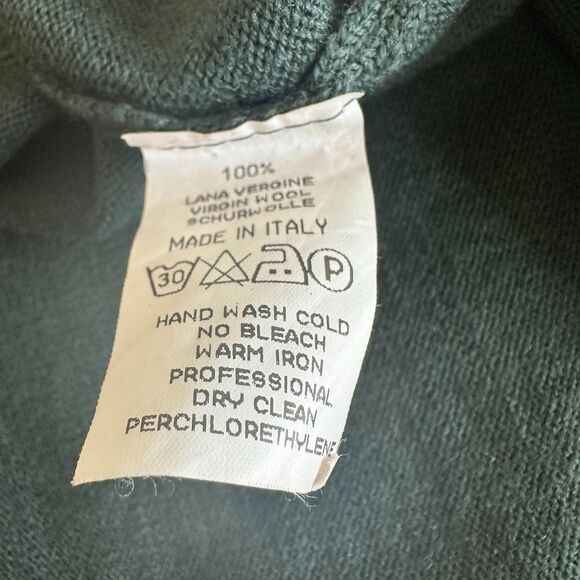 100%
LANA VERGINE
VIRGIN WOOL
SCHURWOLLE
MADE IN ITALY
30 P
HAND WASH COLD
NO BLEACH
WARM IRON
PROFESSIONAL
DRY CLEAN
PERCHLORETHYLENE